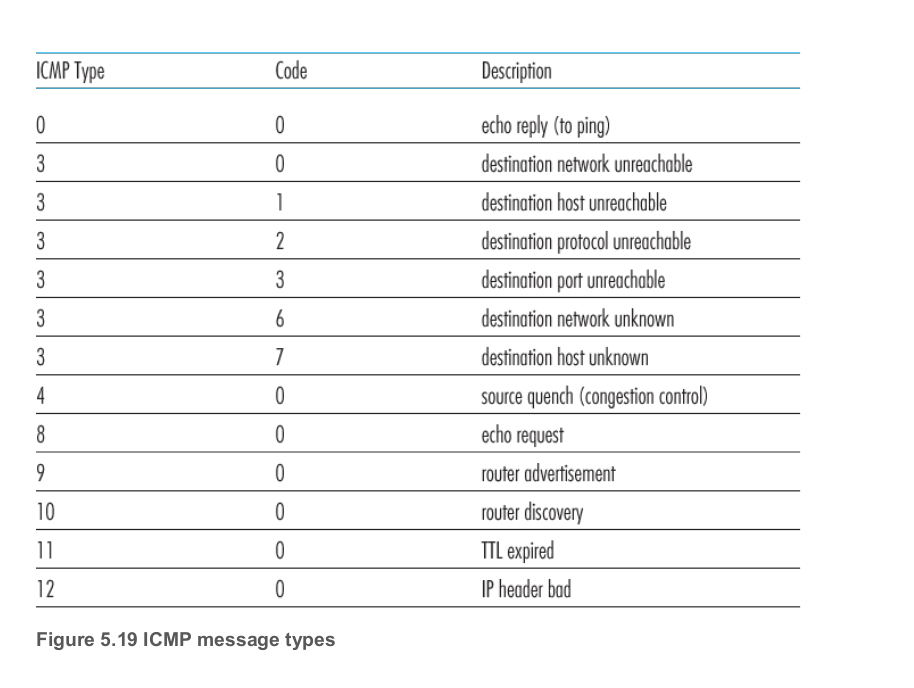 ICMP Type Code Description
0 0 echo reply (to ping)
3 0 destination network unreachable
3 1 destination host unreachable
3 2 destination protocol unreachable
3 3 destination port unreachable
3 6 destination network unknown
3 7 destination host unknown
4 0 source quench (congestion control)
8 0 echo request
9 0 router advertisement
10 0 router discovery
11 0 TTL expired
12 0 IP header bad
Figure 5.19 ICMP message types